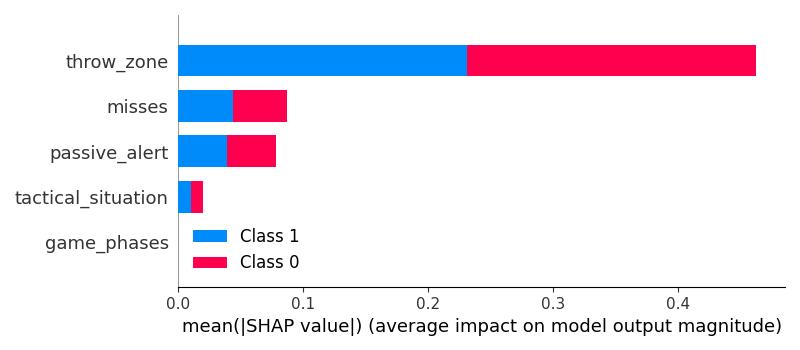 throw_zone
misses
passive_alert
tactical_situation
game_phases
Class 1
Class 0
0.0 0.1 0.2 0.3 0.4
mean(|SHAP value|) (average impact on model output magnitude)